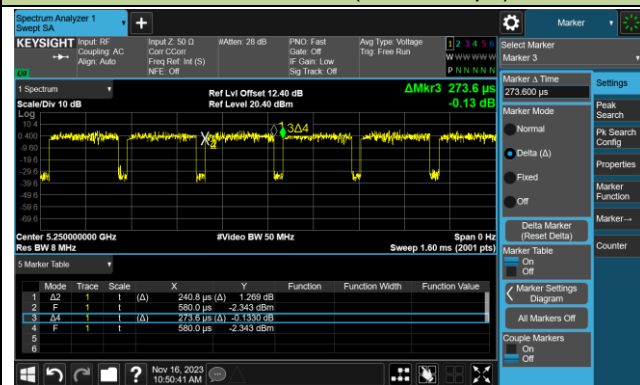 Spectrum Analyzer 1
Swept SA
Marker
KEYSIGHT
Input: RF
Coupling: AC
Align: Auto
Input Z: 50 Ω
Corr CCorr
Freq Ref: Int (S)
NFE: Off
#Atten: 28 dB
PNO: Fast
Gate: Off
IF Gain: Low
Sig Track: Off
Avg Type: Voltage
Trig: Free Run
1 2 3 4 5 6
W W W W W W
P N N N N N
LXI
Select Marker
Marker 3
1 Spectrum
Scale/Div 10 dB
Log
Ref Lvl Offset 12.40 dB
Ref Level 20.40 dBm
ΔMkr3 273.6 µs
-0.13 dB
10.4
0.400
-9.60
-19.6
-29.6
-39.6
-49.6
-59.6
-69.6
3Δ4
Center 5.250000000 GHz
Res BW 8 MHz
#Video BW 50 MHz
Span 0 Hz
Sweep 1.60 ms (2001 pts)
5 Marker Table
Mode Trace Scale X Y Function Function Width Function Value
1 Δ2 1 t (Δ) 240.8 µs (Δ) 1.269 dB
2 F 1 t 580.0 µs -2.343 dBm
3 Δ4 1 t (Δ) 273.6 µs (Δ) -0.1330 dB
4 F 1 t 580.0 µs -2.343 dBm
5
6
Marker Δ Time
273.600 µs
Marker Mode
Normal
Delta (Δ)
Fixed
Off
Delta Marker
(Reset Delta)
Marker Table
On
Off
Marker Settings
Diagram
All Markers Off
Couple Markers
On
Off
Settings
Peak
Search
Pk Search
Config
Properties
Marker
Function
Marker→
Counter
Nov 16, 2023
10:50:41 AM